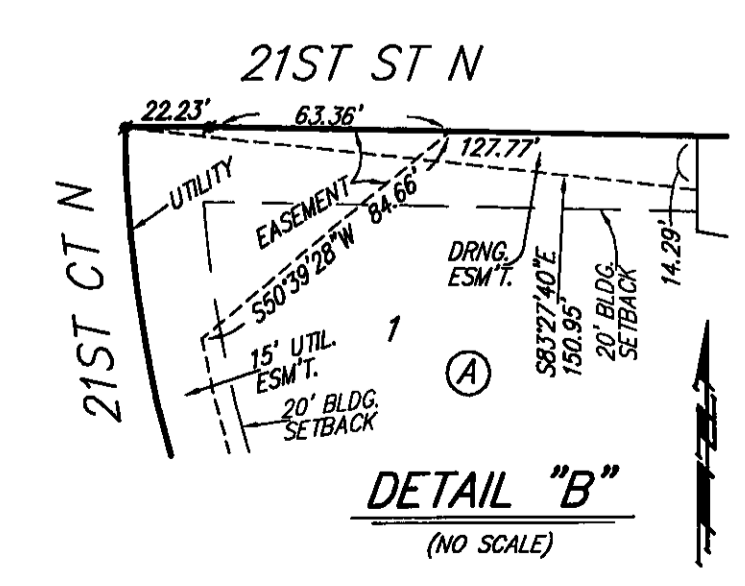 21ST ST N
22.23'
63.36'
127.77'
UTILITY
EASEMENT
84.66'
S50°39'28"W
21ST CT N
DRNG.
ESM'T.
S83°27'40"E
150.95'
20' BLDG.
SETBACK
14.29'
1
A
15' UTIL.
ESM'T.
20' BLDG.
SETBACK
DETAIL "B"
(NO SCALE)